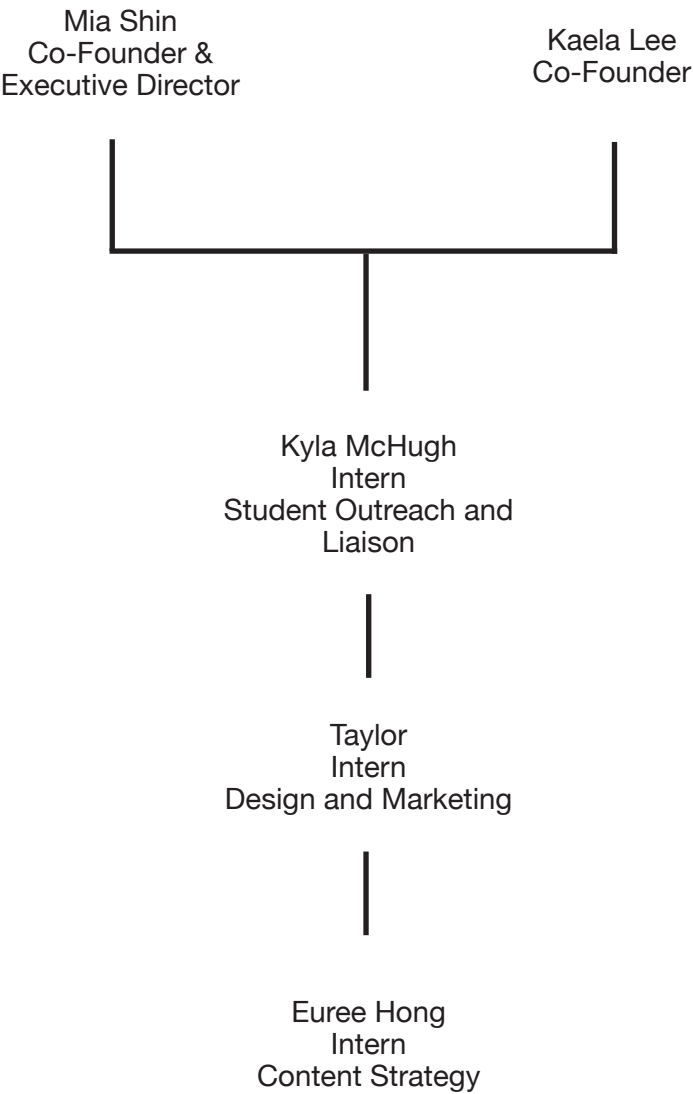 Mia Shin
Co-Founder &
Executive Director
Kaela Lee
Co-Founder
Kyla McHugh
Intern
Student Outreach and
Liaison
Taylor
Intern
Design and Marketing
Euree Hong
Intern
Content Strategy